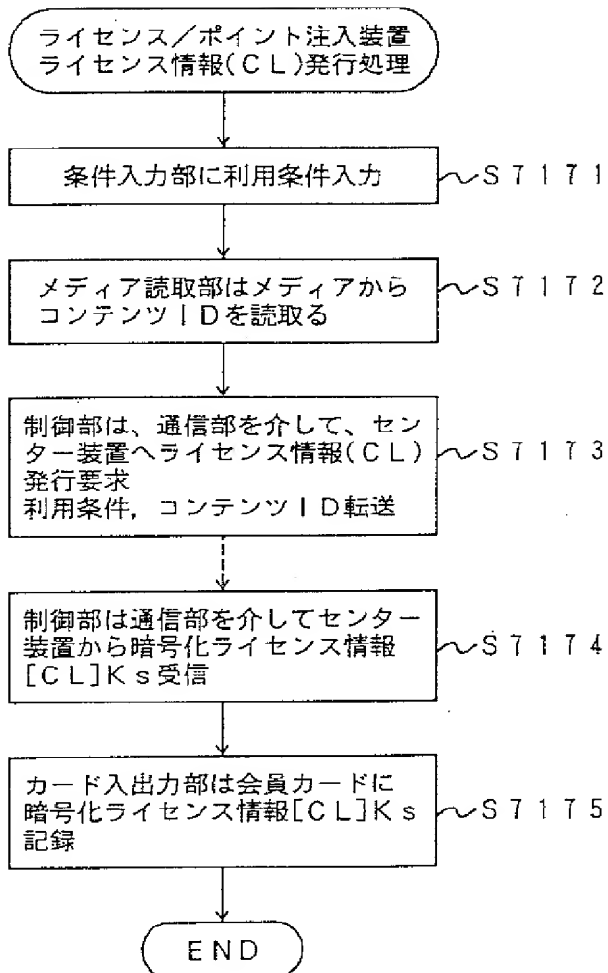 ライセンス／ポイント注入装置
ライセンス情報(CL)発行処理
条件入力部に利用条件入力
S7171
メディア読取部はメディアから
コンテンツIDを読取る
S7172
制御部は、通信部を介して、セン
ター装置へライセンス情報(CL)
発行要求
利用条件，コンテンツID転送
S7173
制御部は通信部を介してセンター
装置から暗号化ライセンス情報
[CL]Ks受信
S7174
カード入出力部は会員カードに
暗号化ライセンス情報[CL]Ks
記録
S7175
END